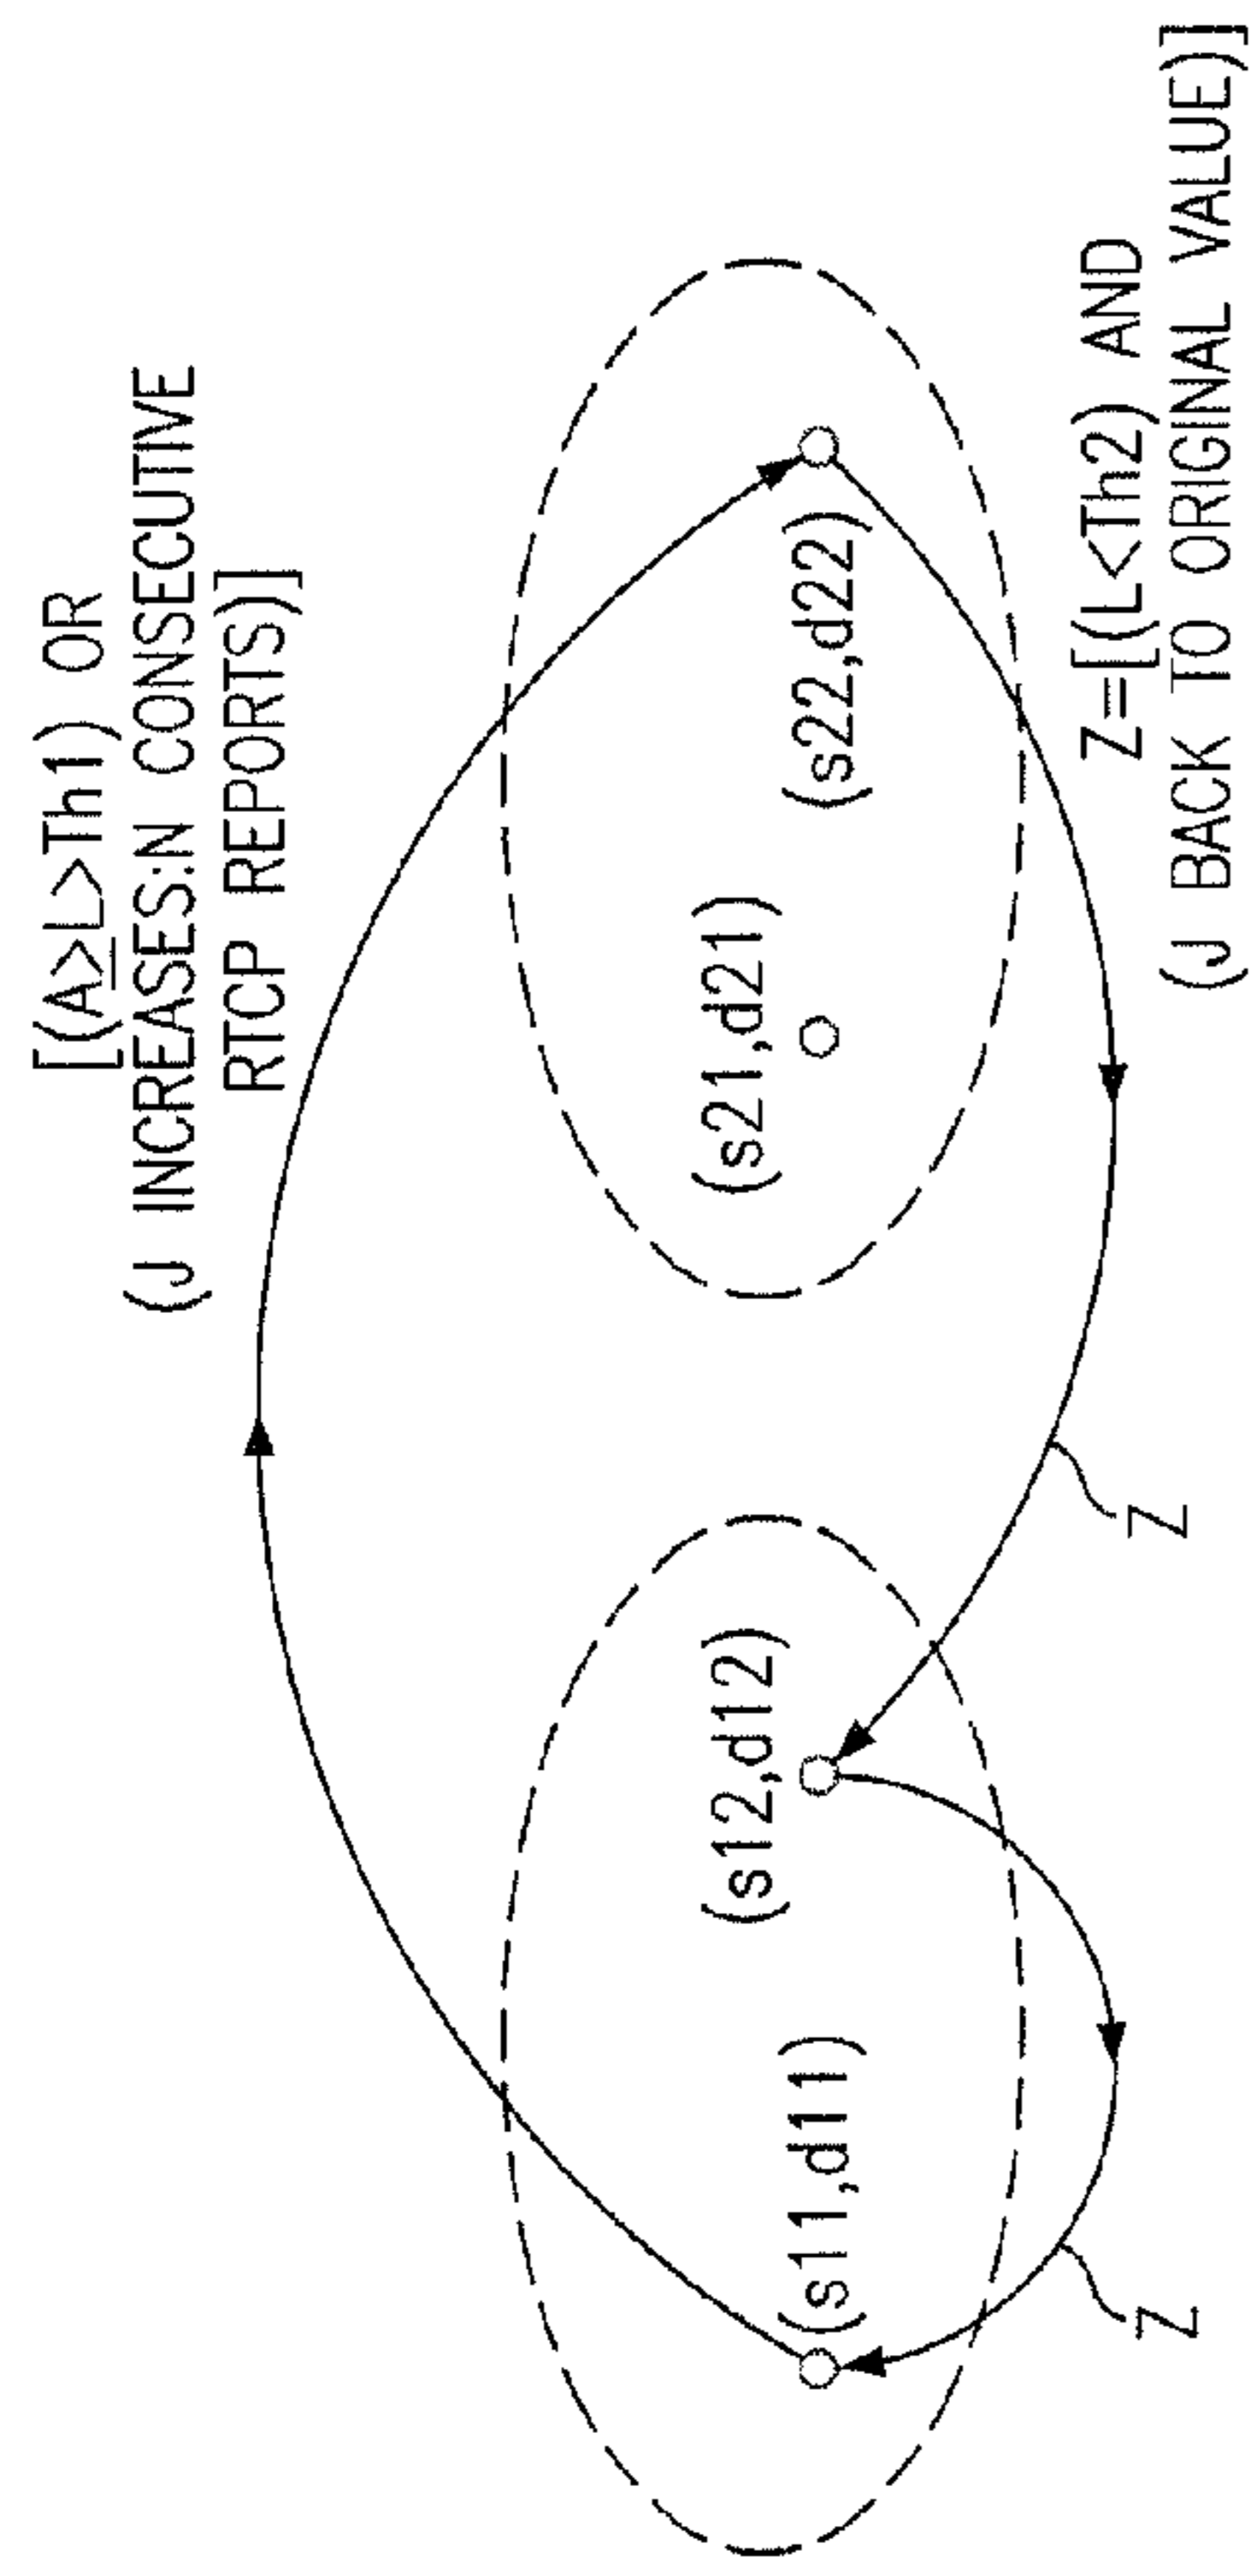 [(A≥L>Th1) OR
(J INCREASES:N CONSECUTIVE
RTCP REPORTS)]
(s11,d11)
(s12,d12)
(s21,d21)
(s22,d22)
Z
Z
Z=[(L<Th2) AND
(J BACK TO ORIGINAL VALUE)]